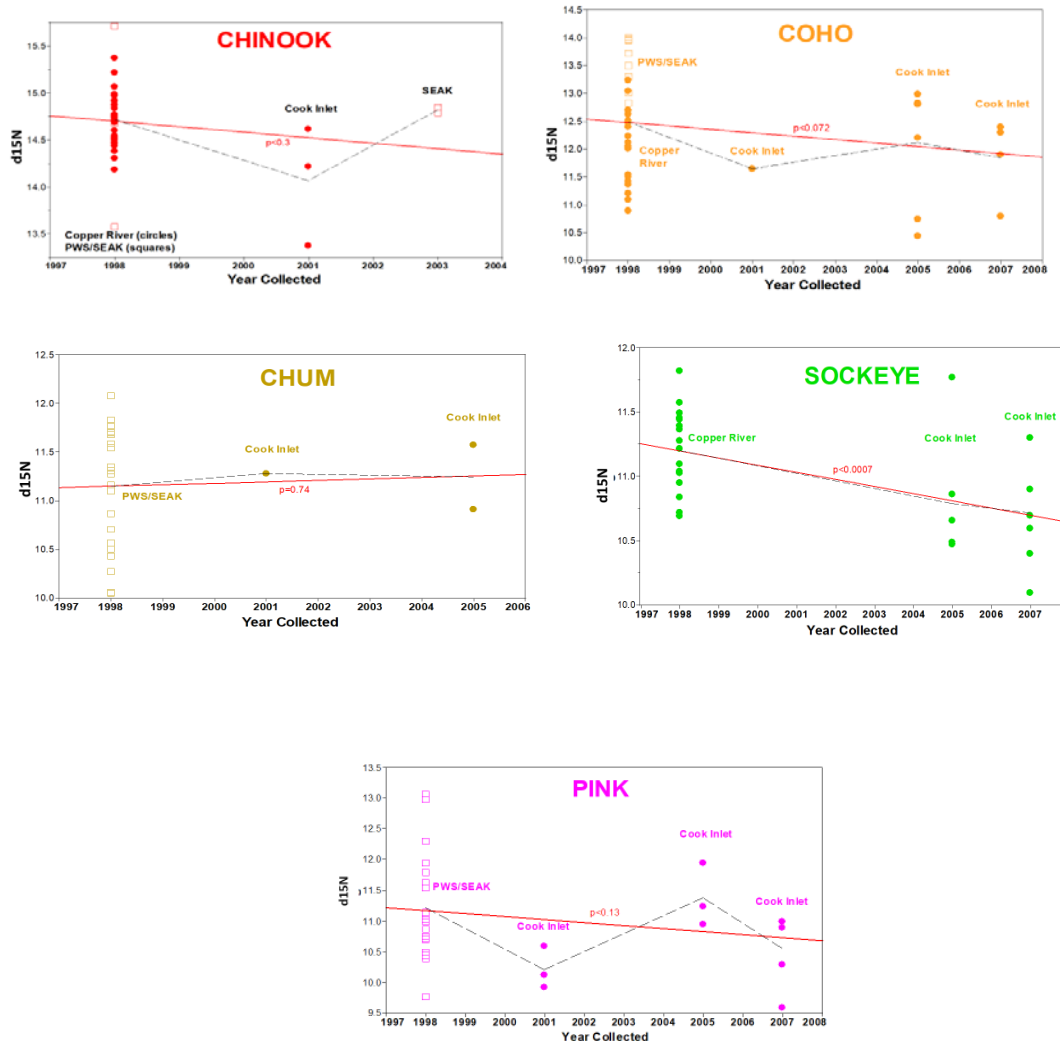 CHINOOK
15.5
15.0
14.5
14.0
13.5
d15N
SEAK
Cook Inlet
p<0.3
Copper River (circles)
PWS/SEAK (squares)
1997 1998 1999 2000 2001 2002 2003 2004
Year Collected
COHO
14.5
14.0
13.5
13.0
12.5
12.0
11.5
11.0
10.5
10.0
d15N
PWS/SEAK
Cook Inlet
Cook Inlet
p<0.072
Copper River
Cook Inlet
1997 1998 1999 2000 2001 2002 2003 2004 2005 2006 2007 2008
Year Collected
CHUM
12.5
12.0
11.5
11.0
10.5
10.0
d15N
Cook Inlet
Cook Inlet
PWS/SEAK
p=0.74
1997 1998 1999 2000 2001 2002 2003 2004 2005 2006
Year Collected
SOCKEYE
12.0
11.5
11.0
10.5
10.0
d15N
Cook Inlet
Copper River
Cook Inlet
p<0.0007
1997 1998 1999 2000 2001 2002 2003 2004 2005 2006 2007
Year Collected
PINK
13.5
13.0
12.5
12.0
11.5
11.0
10.5
10.0
9.5
d15N
Cook Inlet
PWS/SEAK
Cook Inlet
p<0.13
Cook Inlet
1997 1998 1999 2000 2001 2002 2003 2004 2005 2006 2007 2008
Year Collected